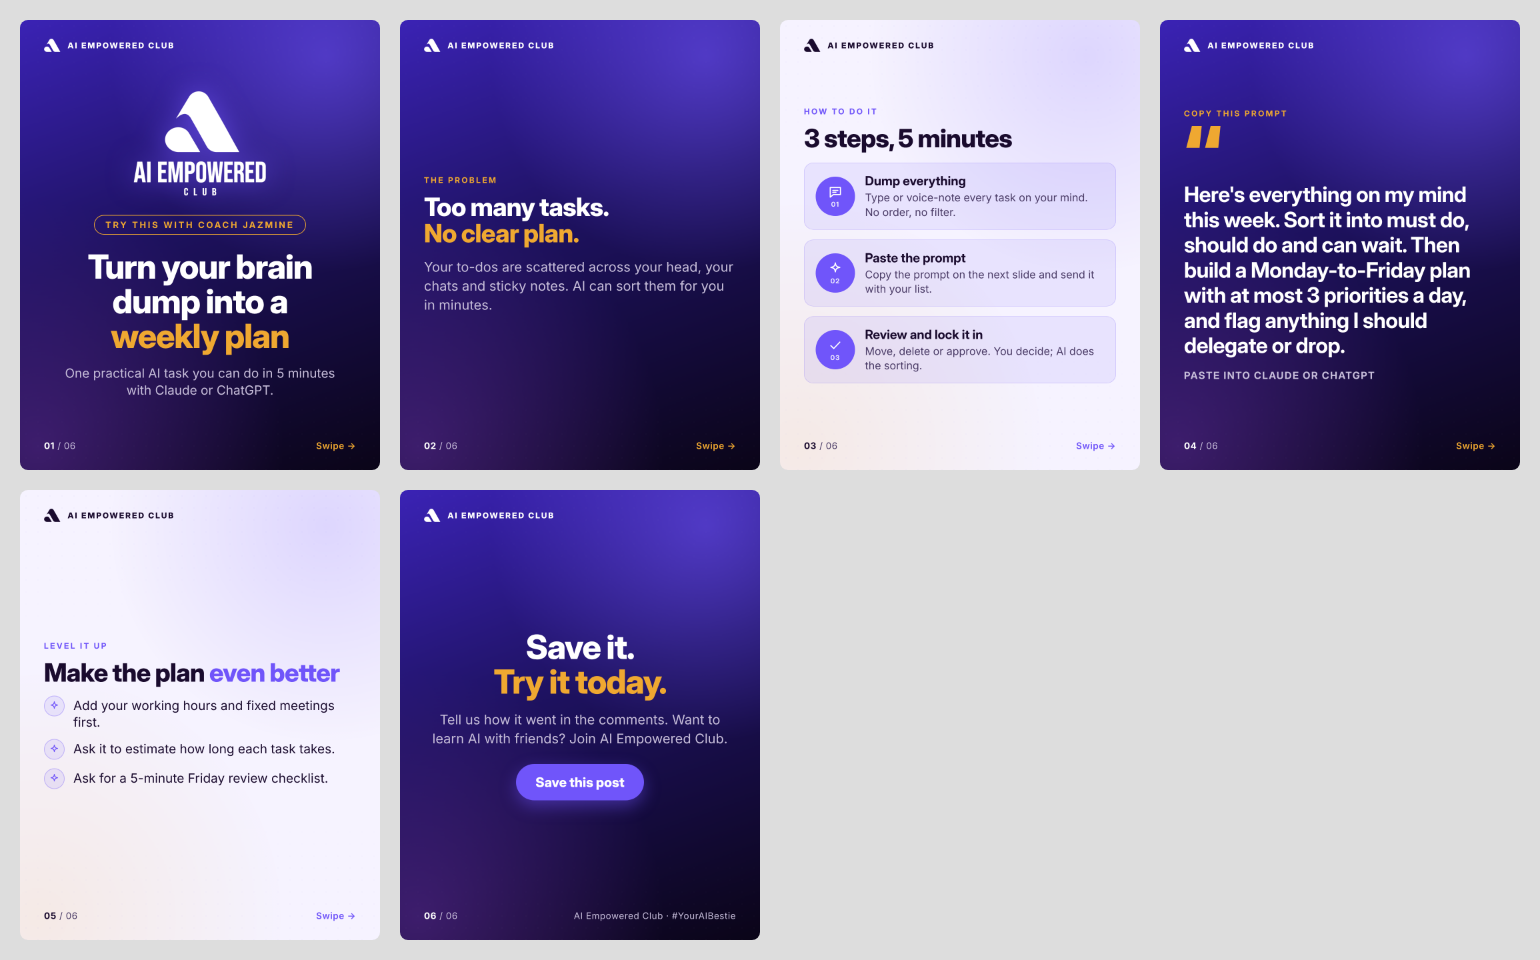 AI EMPOWERED CLUB
AI EMPOWERED
CLUB
TRY THIS WITH COACH JAZMINE
Turn your brain
dump into a
weekly plan
One practical AI task you can do in 5 minutes
with Claude or ChatGPT.
01 / 06
Swipe →
AI EMPOWERED CLUB
THE PROBLEM
Too many tasks.
No clear plan.
Your to-dos are scattered across your head, your
chats and sticky notes. AI can sort them for you
in minutes.
02 / 06
Swipe →
AI EMPOWERED CLUB
HOW TO DO IT
3 steps, 5 minutes
01
Dump everything
Type or voice-note every task on your mind.
No order, no filter.
02
Paste the prompt
Copy the prompt on the next slide and send it
with your list.
03
Review and lock it in
Move, delete or approve. You decide; AI does
the sorting.
03 / 06
Swipe →
AI EMPOWERED CLUB
COPY THIS PROMPT
"
Here's everything on my mind
this week. Sort it into must do,
should do and can wait. Then
build a Monday-to-Friday plan
with at most 3 priorities a day,
and flag anything I should
delegate or drop.
PASTE INTO CLAUDE OR CHATGPT
04 / 06
Swipe →
AI EMPOWERED CLUB
LEVEL IT UP
Make the plan even better
Add your working hours and fixed meetings
first.
Ask it to estimate how long each task takes.
Ask for a 5-minute Friday review checklist.
05 / 06
Swipe →
AI EMPOWERED CLUB
Save it.
Try it today.
Tell us how it went in the comments. Want to
learn AI with friends? Join AI Empowered Club.
Save this post
06 / 06
AI Empowered Club · #YourAIBestie